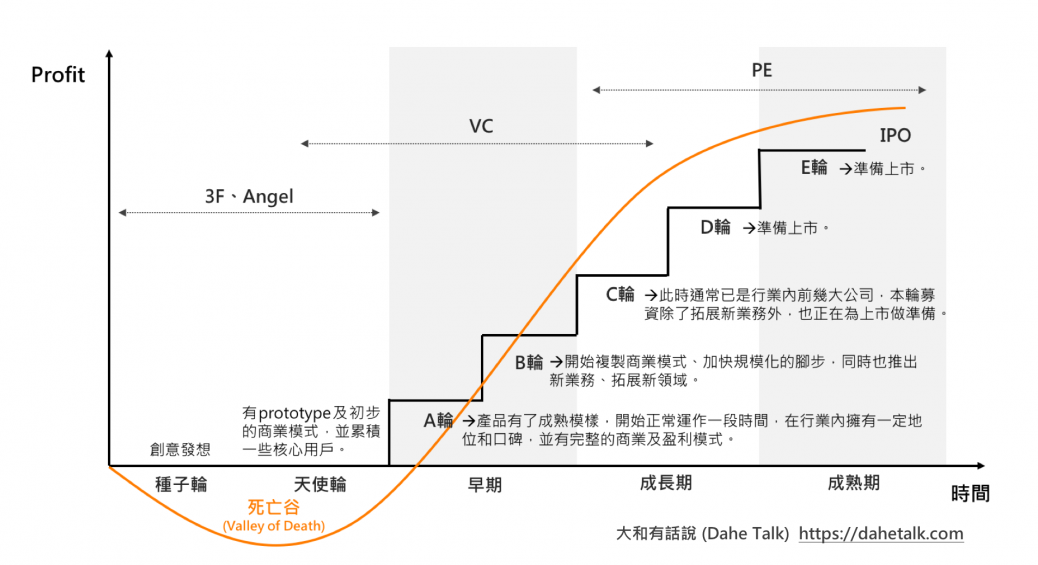 Profit
PE
VC
IPO
E輪 →準備上市。
3F、Angel
D輪 →準備上市。
C輪 →此時通常已是行業內前幾大公司，本輪募
資除了拓展新業務外，也正在為上市做準備。
B輪 →開始複製商業模式、加快規模化的腳步，同時也推出
新業務、拓展新領域。
有prototype及初步
的商業模式，並累積
一些核心用戶。
A輪 →產品有了成熟模樣，開始正常運作一段時間，在行業內擁有一定地
位和口碑，並有完整的商業及盈利模式。
創意發想
種子輪
天使輪
早期
成長期
成熟期
時間
死亡谷
(Valley of Death)
大和有話說 (Dahe Talk) https://dahetalk.com